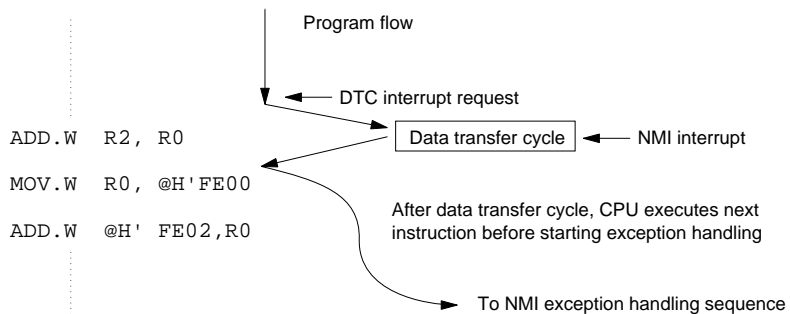 Program flow
DTC interrupt request
ADD.W R2, R0
Data transfer cycle
NMI interrupt
MOV.W R0, @H'FE00
After data transfer cycle, CPU executes next
instruction before starting exception handling
ADD.W @H' FE02,R0
To NMI exception handling sequence